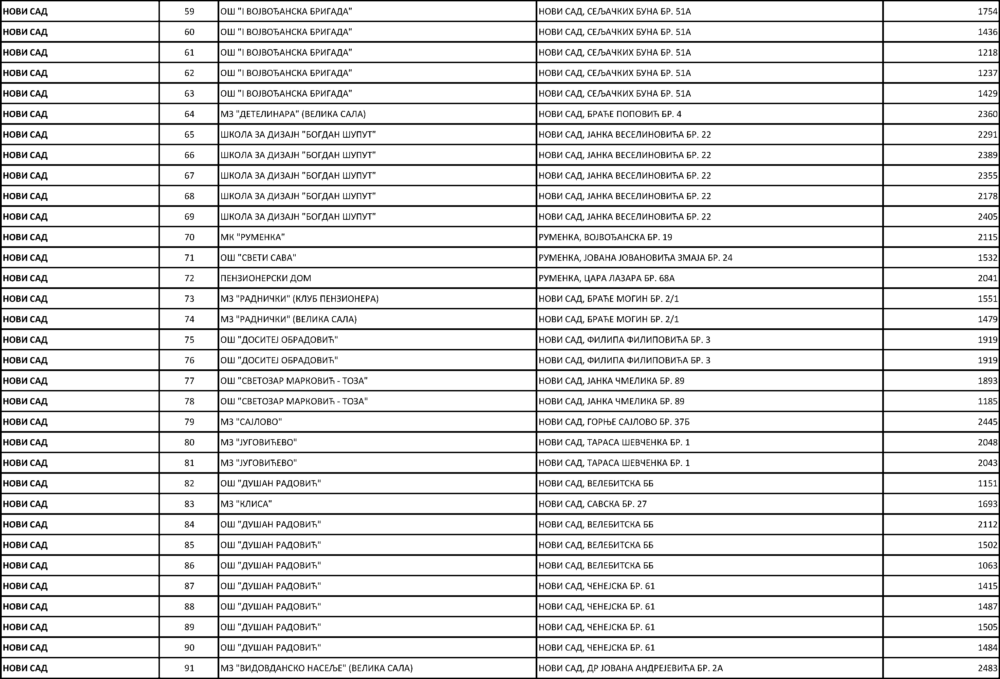 НОВИ САД 59 ОШ "I ВОЈВОЂАНСКА БРИГАДА" НОВИ САД, СЕЉАЧКИХ БУНА БР. 51А 1754
НОВИ САД 60 ОШ "I ВОЈВОЂАНСКА БРИГАДА" НОВИ САД, СЕЉАЧКИХ БУНА БР. 51А 1436
НОВИ САД 61 ОШ "I ВОЈВОЂАНСКА БРИГАДА" НОВИ САД, СЕЉАЧКИХ БУНА БР. 51А 1218
НОВИ САД 62 ОШ "I ВОЈВОЂАНСКА БРИГАДА" НОВИ САД, СЕЉАЧКИХ БУНА БР. 51А 1237
НОВИ САД 63 ОШ "I ВОЈВОЂАНСКА БРИГАДА" НОВИ САД, СЕЉАЧКИХ БУНА БР. 51А 1429
НОВИ САД 64 МЗ "ДЕТЕЛИНАРА" (ВЕЛИКА САЛА) НОВИ САД, БРАЋЕ ПОПОВИЋ БР. 4 2360
НОВИ САД 65 ШКОЛА ЗА ДИЗАЈН "БОГДАН ШУПУТ" НОВИ САД, ЈАНКА ВЕСЕЛИНОВИЋА БР. 22 2291
НОВИ САД 66 ШКОЛА ЗА ДИЗАЈН "БОГДАН ШУПУТ" НОВИ САД, ЈАНКА ВЕСЕЛИНОВИЋА БР. 22 2389
НОВИ САД 67 ШКОЛА ЗА ДИЗАЈН "БОГДАН ШУПУТ" НОВИ САД, ЈАНКА ВЕСЕЛИНОВИЋА БР. 22 2355
НОВИ САД 68 ШКОЛА ЗА ДИЗАЈН "БОГДАН ШУПУТ" НОВИ САД, ЈАНКА ВЕСЕЛИНОВИЋА БР. 22 2178
НОВИ САД 69 ШКОЛА ЗА ДИЗАЈН "БОГДАН ШУПУТ" НОВИ САД, ЈАНКА ВЕСЕЛИНОВИЋА БР. 22 2405
НОВИ САД 70 МК "РУМЕНКА" РУМЕНКА, ВОЈВОЂАНСКА БР. 19 2115
НОВИ САД 71 ОШ "СВЕТИ САВА" РУМЕНКА, ЈОВАНА ЈОВАНОВИЋА ЗМАЈА БР. 24 1532
НОВИ САД 72 ПЕНЗИОНЕРСКИ ДОМ РУМЕНКА, ЦАРА ЛАЗАРА БР. 68А 2041
НОВИ САД 73 МЗ "РАДНИЧКИ" (КЛУБ ПЕНЗИОНЕРА) НОВИ САД, БРАЋЕ МОГИН БР. 2/1 1551
НОВИ САД 74 МЗ "РАДНИЧКИ" (ВЕЛИКА САЛА) НОВИ САД, БРАЋЕ МОГИН БР. 2/1 1479
НОВИ САД 75 ОШ "ДОСИТЕЈ ОБРАДОВИЋ" НОВИ САД, ФИЛИПА ФИЛИПОВИЋА БР. 3 1919
НОВИ САД 76 ОШ "ДОСИТЕЈ ОБРАДОВИЋ" НОВИ САД, ФИЛИПА ФИЛИПОВИЋА БР. 3 1919
НОВИ САД 77 ОШ "СВЕТОЗАР МАРКОВИЋ - ТОЗА" НОВИ САД, ЈАНКА ЧМЕЛИКА БР. 89 1893
НОВИ САД 78 ОШ "СВЕТОЗАР МАРКОВИЋ - ТОЗА" НОВИ САД, ЈАНКА ЧМЕЛИКА БР. 89 1185
НОВИ САД 79 МЗ "САЈЛОВО" НОВИ САД, ГОРЊЕ САЈЛОВО БР. 37Б 2445
НОВИ САД 80 МЗ "ЈУГОВИЋЕВО" НОВИ САД, ТАРАСА ШЕВЧЕНКА БР. 1 2048
НОВИ САД 81 МЗ "ЈУГОВИЋЕВО" НОВИ САД, ТАРАСА ШЕВЧЕНКА БР. 1 2043
НОВИ САД 82 ОШ "ДУШАН РАДОВИЋ" НОВИ САД, ВЕЛЕБИТСКА ББ 1151
НОВИ САД 83 МЗ "КЛИСА" НОВИ САД, САВСКА БР. 27 1693
НОВИ САД 84 ОШ "ДУШАН РАДОВИЋ" НОВИ САД, ВЕЛЕБИТСКА ББ 2112
НОВИ САД 85 ОШ "ДУШАН РАДОВИЋ" НОВИ САД, ВЕЛЕБИТСКА ББ 1502
НОВИ САД 86 ОШ "ДУШАН РАДОВИЋ" НОВИ САД, ВЕЛЕБИТСКА ББ 1063
НОВИ САД 87 ОШ "ДУШАН РАДОВИЋ" НОВИ САД, ЧЕНЕЈСКА БР. 61 1415
НОВИ САД 88 ОШ "ДУШАН РАДОВИЋ" НОВИ САД, ЧЕНЕЈСКА БР. 61 1487
НОВИ САД 89 ОШ "ДУШАН РАДОВИЋ" НОВИ САД, ЧЕНЕЈСКА БР. 61 1505
НОВИ САД 90 ОШ "ДУШАН РАДОВИЋ" НОВИ САД, ЧЕНЕЈСКА БР. 61 1484
НОВИ САД 91 МЗ "ВИДОВДАНСКО НАСЕЉЕ" (ВЕЛИКА САЛА) НОВИ САД, ДР ЈОВАНА АНДРЕЈЕВИЋА БР. 2А 2483